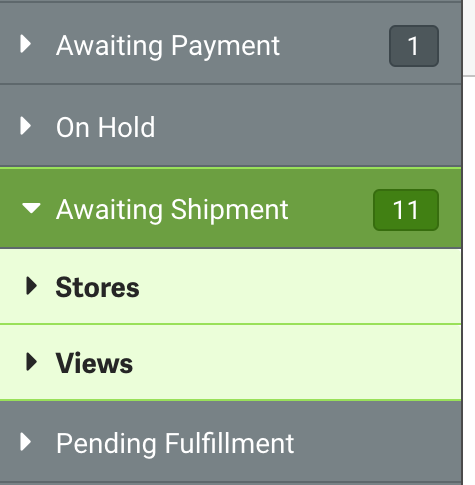 Awaiting Payment 1
On Hold
Awaiting Shipment 11
Stores
Views
Pending Fulfillment